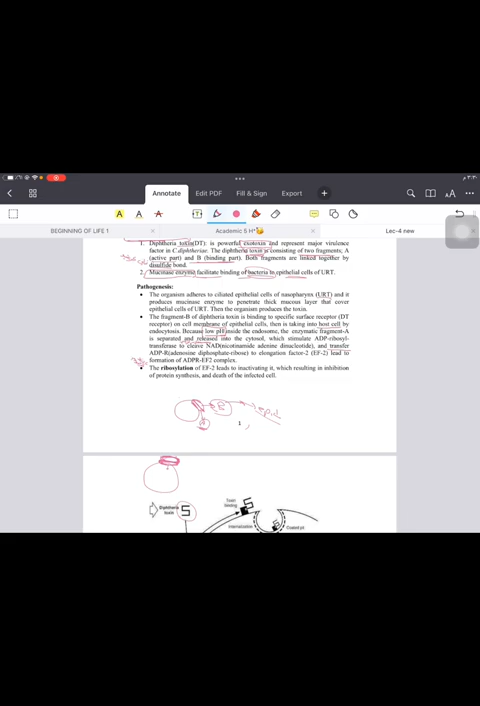 ٣:٣٠ م
Annotate Edit PDF Fill & Sign Export
BEGINNING OF LIFE 1 × Academic 5 H*😘 × Lec-4 new
1. Diphtheria toxin(DT): is powerful exotoxin and represent major virulence
factor in C.diphtheriae. The diphtheria toxin aconsisting of two fragments; A
(active part) and B (binding part). Both fragments are linked together by
disulfide bond.
2. Mucinase enzyme facilitate binding of bacteria to epithelial cells of URT.
Pathogenesis:
• The organism adheres to ciliated epithelial cells of nasopharynx (URT) and it
produces mucinase enzyme to penetrate thick mucous layer that cover
epithelial cells of URT. Then the organism produces the toxin.
• The fragment-B of diphtheria toxin is binding to specific surface receptor (DT
receptor) on cell membrane of epithelial cells, then is taking into host cell by
endocytosis. Because low pH inside the endosome, the enzymatic fragment-A
is separated and released into the cytosol, which stimulate ADP-ribosyl-
transferase to cleave NAD(nicotinamide adenine dinucleotide), and transfer
ADP-R(adenosine diphosphate-ribose) to elongation factor-2 (EF-2) lead to
formation of ADPR-EF2 complex.
• The ribosylation of EF-2 leads to inactivating it, which resulting in inhibition
of protein synthesis, and death of the infected cell.
B
A
1
Diphtheria
toxin
Toxin
binding
Internalization
Coated pit